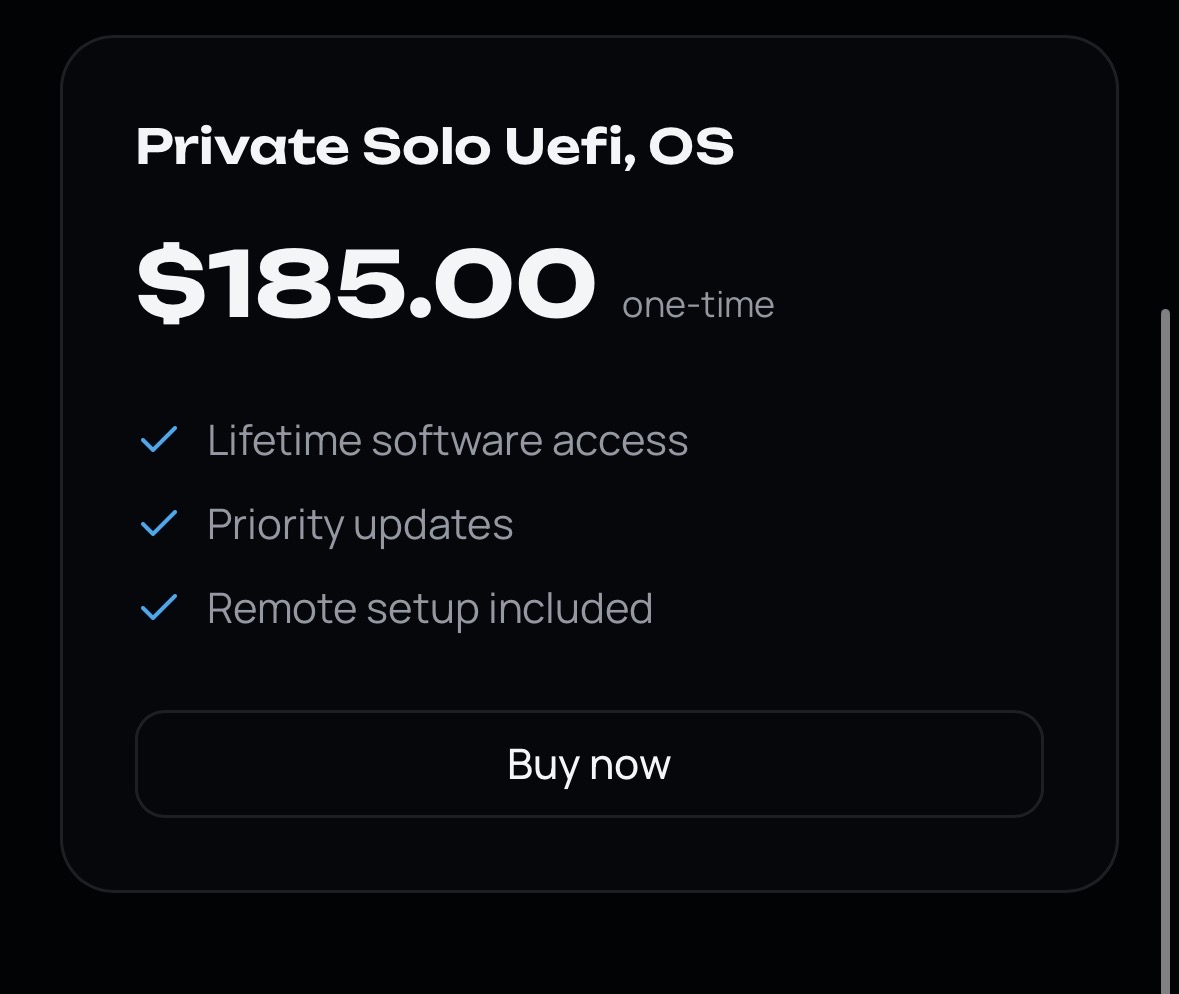 Private Solo Uefi, OS
$185.00 one-time
Lifetime software access
Priority updates
Remote setup included
Buy now